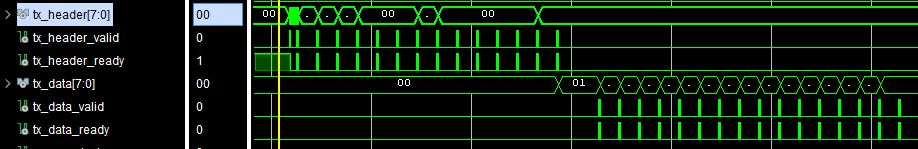 tx_header[7:0] 00 00 . . . 00 . 00
tx_header_valid 0
tx_header_ready 1
tx_data[7:0] 00 00 01 . . . . . . . . . . . . . .
tx_data_valid 0
tx_data_ready 0